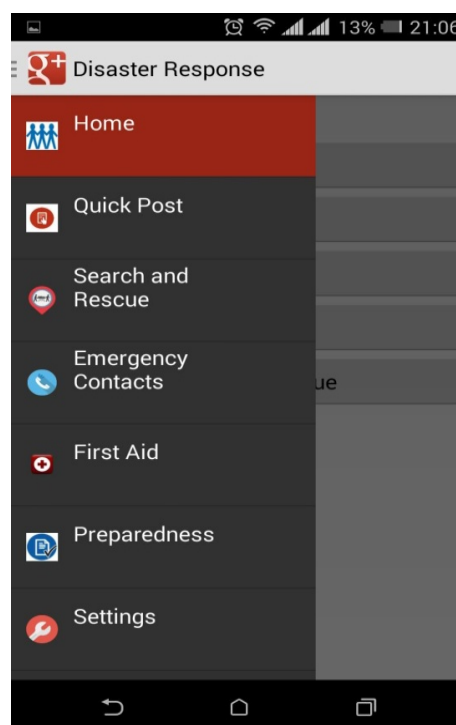 13% 21:06
g+ Disaster Response
Home
Quick Post
Search and
Rescue
Emergency
Contacts
ue
First Aid
Preparedness
Settings